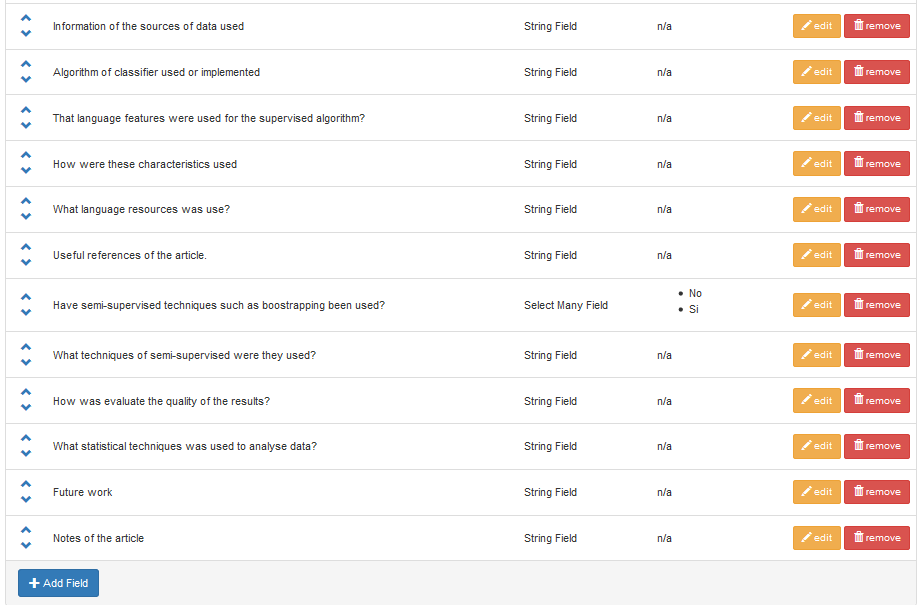 Information of the sources of data used String Field n/a edit remove
Algorithm of classifier used or implemented String Field n/a edit remove
That language features were used for the supervised algorithm? String Field n/a edit remove
How were these characteristics used String Field n/a edit remove
What language resources was use? String Field n/a edit remove
Useful references of the article. String Field n/a edit remove
Have semi-supervised techniques such as boostrapping been used? Select Many Field • No • Si edit remove
What techniques of semi-supervised were they used? String Field n/a edit remove
How was evaluate the quality of the results? String Field n/a edit remove
What statistical techniques was used to analyse data? String Field n/a edit remove
Future work String Field n/a edit remove
Notes of the article String Field n/a edit remove
Add Field